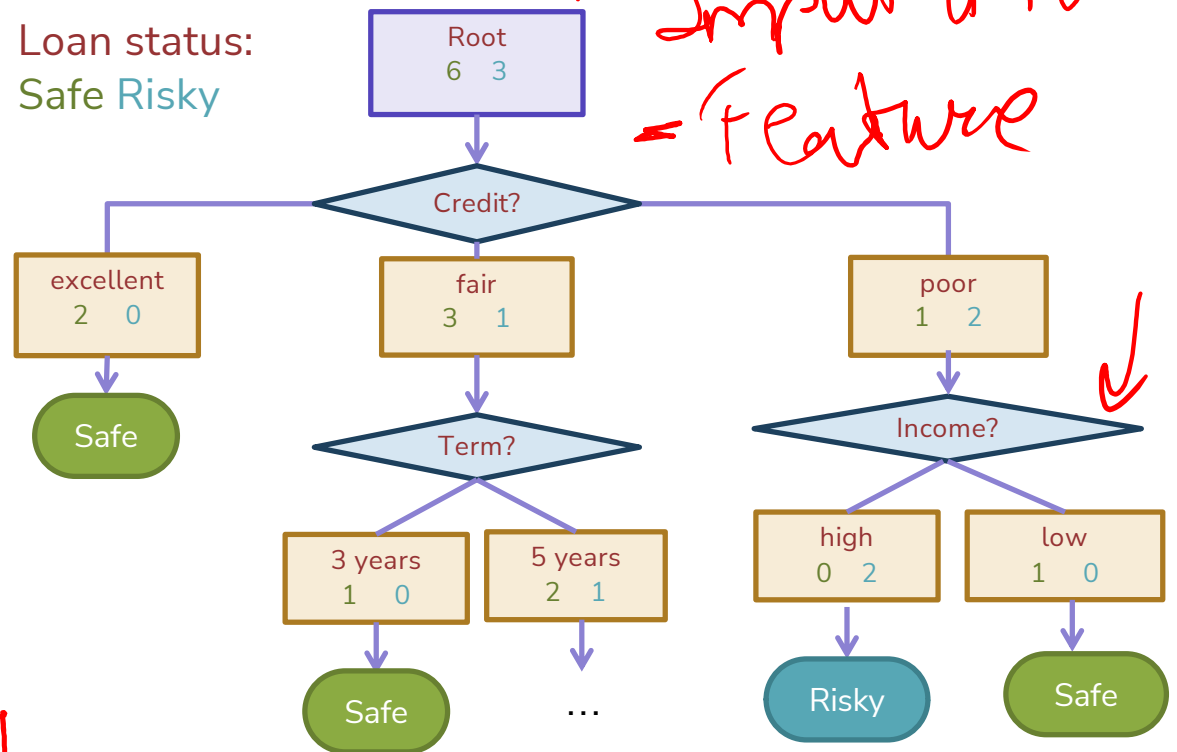 Loan status:
Safe Risky
Root
6 3
= Feature
Credit?
excellent
2 0
fair
3 1
poor
1 2
Safe
Term?
Income?
3 years
1 0
5 years
2 1
high
0 2
low
1 0
Safe
...
Risky
Safe